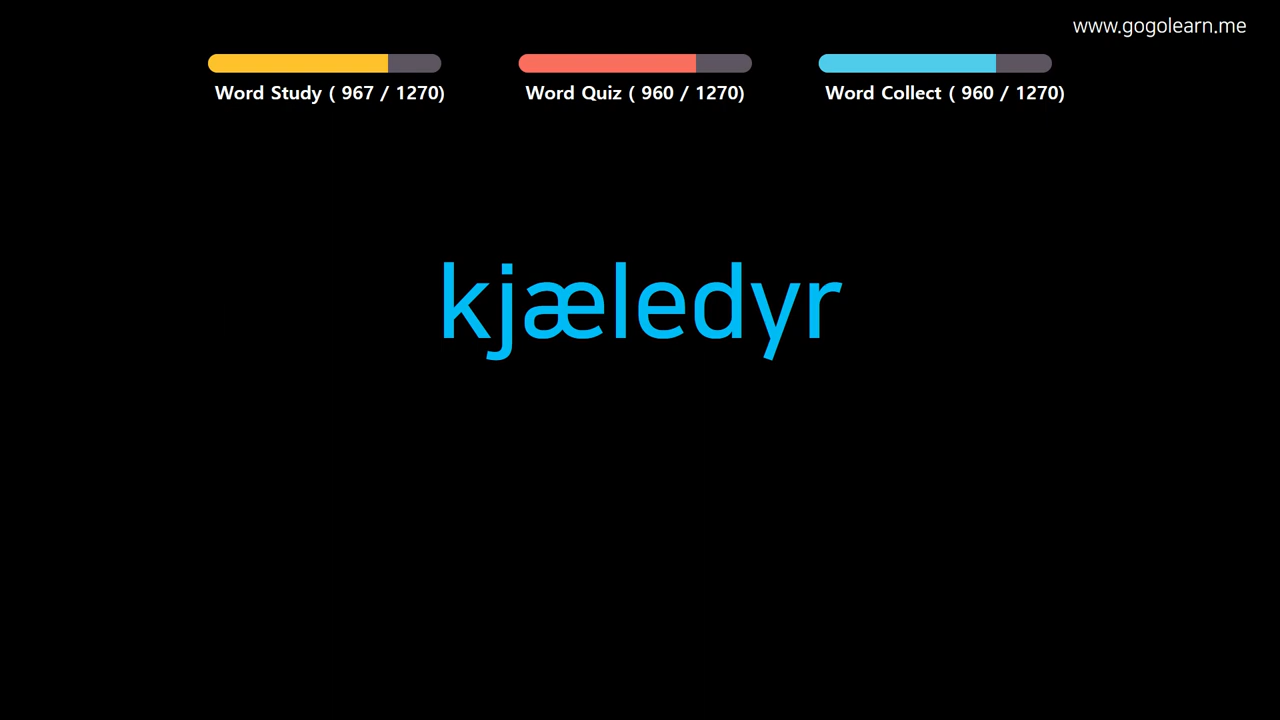 www.gogolearn.me
Word Study ( 967 / 1270)
Word Quiz ( 960 / 1270)
Word Collect ( 960 / 1270)
kjæledyr